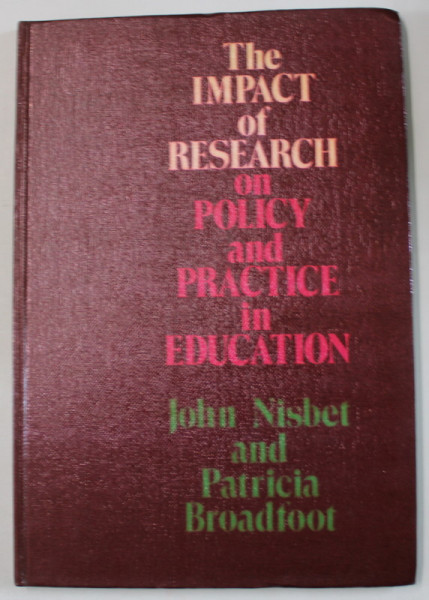 The
IMPACT
of
RESEARCH
on
POLICY
and
PRACTICE
in
EDUCATION
John Nisbet
and
Patricia
Broadfoot